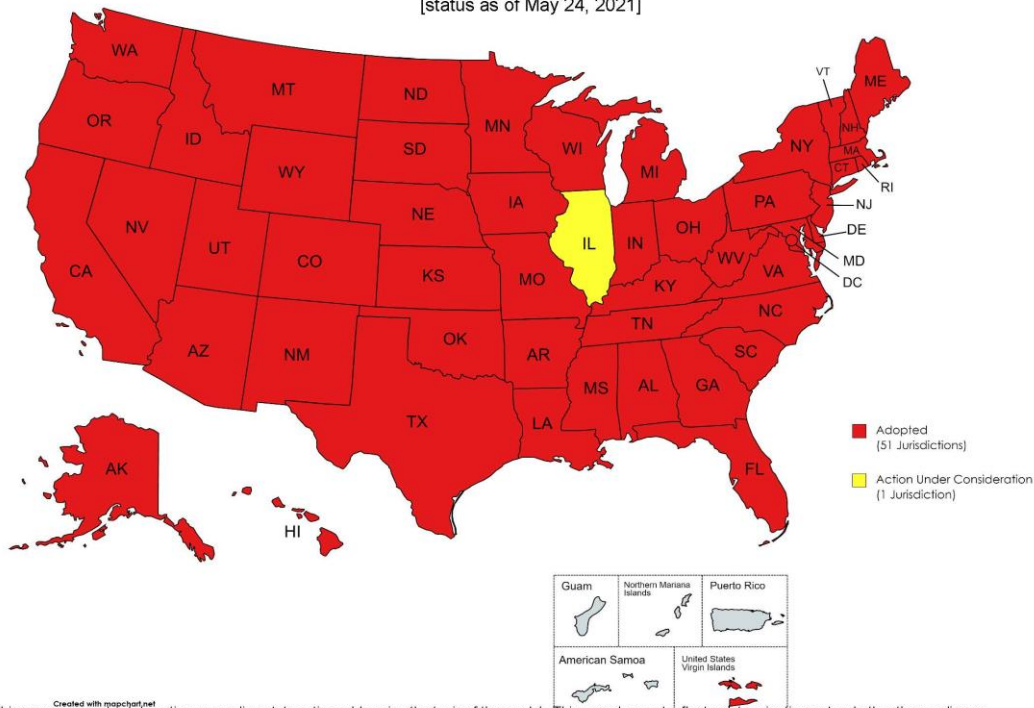 [status as of May 24, 2021]
WA
MT
ND
MN
VT
ME
OR
ID
SD
WI
NY
NH
MA
WY
MI
CT
RI
IA
PA
NJ
NV
NE
OH
UT
IL
IN
DE
CO
WV
MD
CA
KS
MO
KY
VA
DC
NC
TN
AZ
NM
OK
AR
SC
MS
AL
GA
TX
LA
Adopted
(51 Jurisdictions)
AK
FL
Action Under Consideration
(1 Jurisdiction)
HI
Guam
Northern Mariana
Islands
Puerto Rico
American Samoa
United States
Virgin Islands
Created with mapchart.net